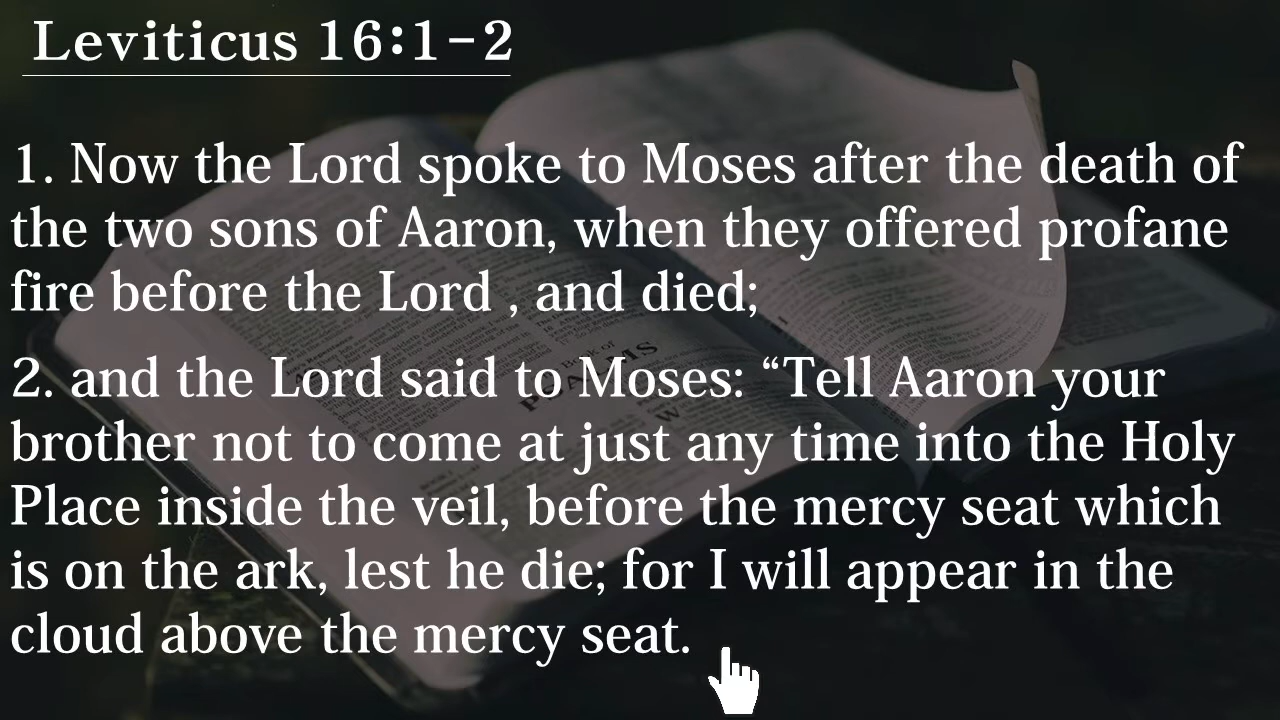 Leviticus 16:1-2
1. Now the Lord spoke to Moses after the death of
the two sons of Aaron, when they offered profane
fire before the Lord , and died;
2. and the Lord said to Moses: “Tell Aaron your
brother not to come at just any time into the Holy
Place inside the veil, before the mercy seat which
is on the ark, lest he die; for I will appear in the
cloud above the mercy seat.
Book of
PSALMS